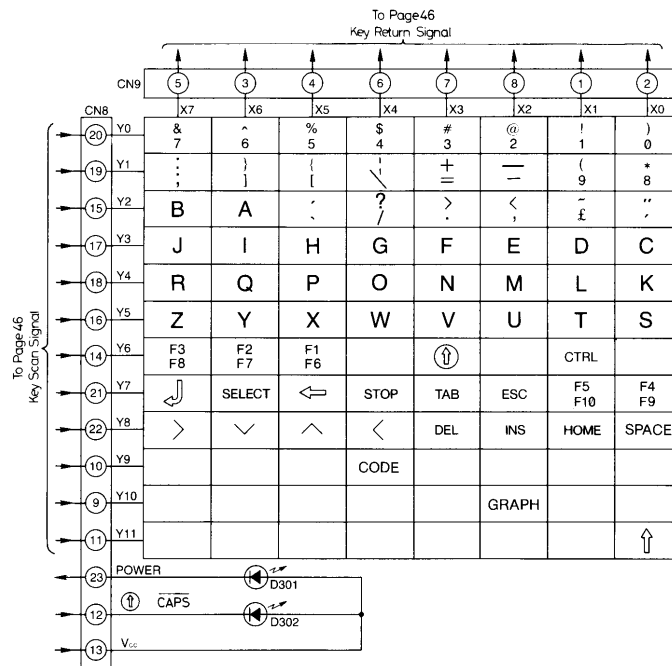 To Page46
Key Return Signal
CN9 5 3 4 6 7 8 1 2
CN8 X7 X6 X5 X4 X3 X2 X1 X0
20 Y0 & ^ % $ # @ ! )
7 6 5 4 3 2 1 0
19 Y1 : } { ¦ + — ( *
; ] [ \ = - 9 8
15 Y2 B A ´ ? > < ~ "
` / . , £ ′
17 Y3 J I H G F E D C
18 Y4 R Q P O N M L K
16 Y5 Z Y X W V U T S
To Page46
Key Scan Signal
14 Y6 F3 F2 F1 ⇧ CTRL
F8 F7 F6
21 Y7 SELECT ⇦ STOP TAB ESC F5 F4
F10 F9
22 Y8 > ∨ ∧ < DEL INS HOME SPACE
10 Y9 CODE
9 Y10 GRAPH
11 Y11 ⇧
23 POWER D301
12 ⇧ CAPS D302
13 Vcc